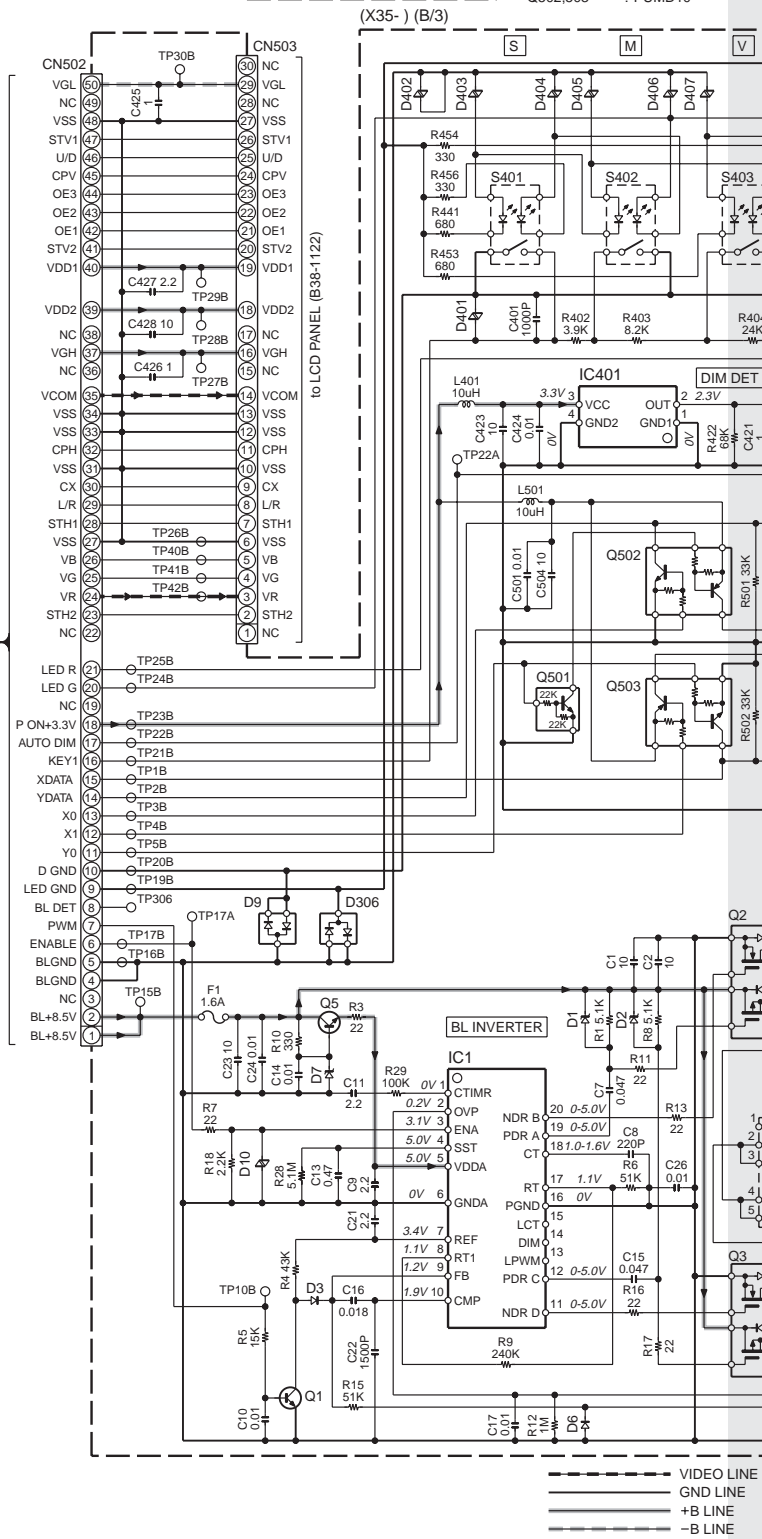 (X35- ) (B/3)
S
M
V
CN502
CN503
TP30B
50 VGL
49 NC
48 VSS
47 STV1
46 U/D
45 CPV
44 OE3
43 OE2
42 OE1
41 STV2
40 VDD1
39 VDD2
38 NC
37 VGH
36 NC
35 VCOM
34 VSS
33 VSS
32 CPH
31 VSS
30 CX
29 L/R
28 STH1
27 VSS
26 VB
25 VG
24 VR
23 STH2
22 NC
21 LED R
20 LED G
19 NC
18 P ON+3.3V
17 AUTO DIM
16 KEY1
15 XDATA
14 YDATA
13 X0
12 X1
11 Y0
10 D GND
9 LED GND
8 BL DET
7 PWM
6 ENABLE
5 BLGND
4 BLGND
3 NC
2 BL+8.5V
1 BL+8.5V
30 NC
29 VGL
28 NC
27 VSS
26 STV1
25 U/D
24 CPV
23 OE3
22 OE2
21 OE1
20 STV2
19 VDD1
18 VDD2
17 NC
16 VGH
15 NC
14 VCOM
13 VSS
12 VSS
11 CPH
10 VSS
9 CX
8 L/R
7 STH1
6 VSS
5 VB
4 VG
3 VR
2 STH2
1 NC
to LCD PANEL (B38-1122)
C425
1
C427 2.2
TP29B
C428 10
TP28B
C426 1
TP27B
TP26B
TP40B
TP41B
TP42B
TP25B
TP24B
TP23B
TP22B
TP21B
TP1B
TP2B
TP3B
TP4B
TP5B
TP20B
TP19B
TP306
TP17B
TP16B
TP17A
TP15B
D402
D403
D404
D405
D406
D407
R454
330
R456
330
R441
680
R453
680
S401
S402
S403
D401
C401
1000P
R402
3.9K
R403
8.2K
R404
24K
IC401
DIM DET
L401
10uH
3.3V 3 VCC
4 GND2
0V
OUT 2 2.3V
GND1 1
0V
C423
10
C424
0.01
R422
68K
C421
TP22A
L501
10uH
C501 0.01
C504 10
Q502
R501 33K
Q501
22K
22K
Q503
R502 33K
D9
D306
Q2
C1
10
C2
10
F1
1.6A
Q5
R3
22
BL INVERTER
D1
R1 5.1K
D2
R8 5.1K
C23 10
C24 0.01
R10
330
C14
0.01
D7
C11
2.2
R29
100K
C7
0.047
R11
22
IC1
R7
22
R18
2.2K
D10
R28
5.1M
C13
0.47
C9
2.2
C21
2.2
0V 1 CTIMR
0.2V 2 OVP
3.1V 3 ENA
5.0V 4 SST
5.0V 5 VDDA
0V 6 GNDA
3.4V 7 REF
1.1V 8 RT1
1.2V 9 FB
1.9V 10 CMP
NDR B 20 0-5.0V
PDR A 19 0-5.0V
CT 18 1.0-1.6V
RT 17 1.1V
PGND 16 0V
LCT 15
DIM 14
LPWM 13
PDR C 12 0-5.0V
NDR D 11 0-5.0V
R13
22
C8
220P
R6
51K
C26
0.01
C15
0.047
R16
22
R17
22
1
2
3
4
5
Q3
TP10B
R4 43K
D3
C16
0.018
R5
15K
C22
1500P
R9
240K
Q1
R15
51K
C10
0.01
C17
0.01
R12
1M
D6
VIDEO LINE
GND LINE
+B LINE
−B LINE